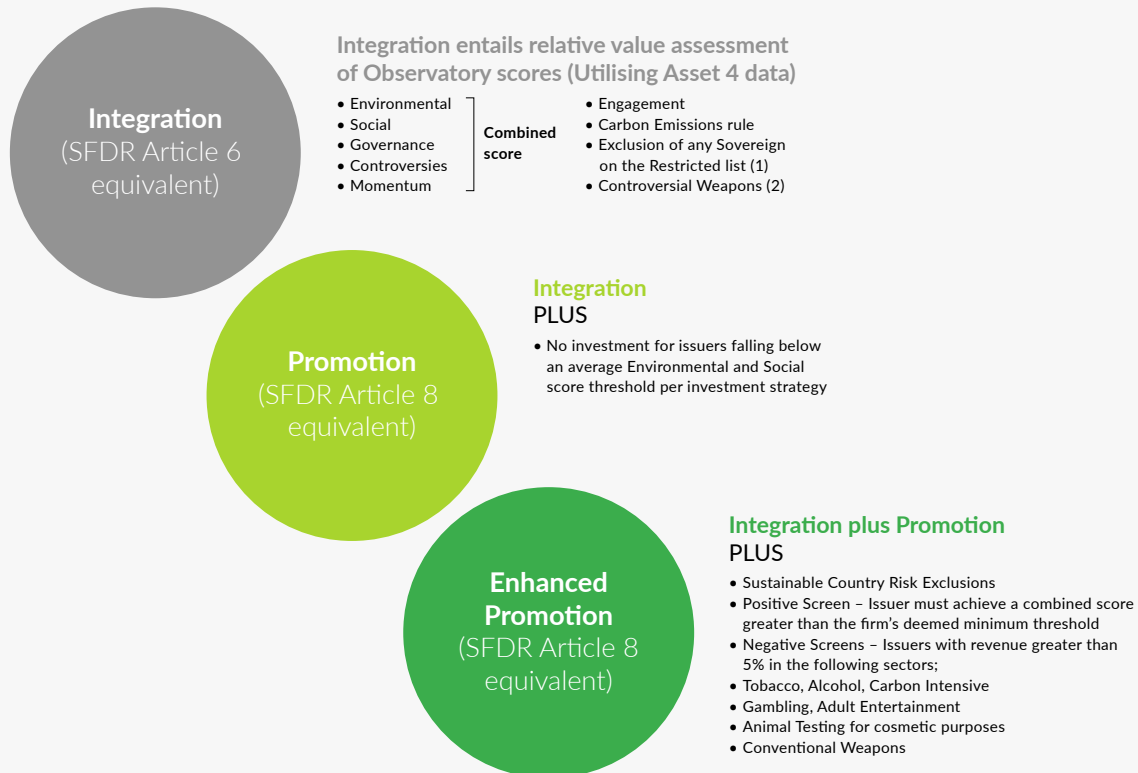 Integration
(SFDR Article 6
equivalent)
Integration entails relative value assessment
of Observatory scores (Utilising Asset 4 data)
• Environmental
• Social
• Governance
• Controversies
• Momentum
Combined
score
• Engagement
• Carbon Emissions rule
• Exclusion of any Sovereign
on the Restricted list (1)
• Controversial Weapons (2)
Promotion
(SFDR Article 8
equivalent)
Integration
PLUS
• No investment for issuers falling below
an average Environmental and Social
score threshold per investment strategy
Enhanced
Promotion
(SFDR Article 8
equivalent)
Integration plus Promotion
PLUS
• Sustainable Country Risk Exclusions
• Positive Screen – Issuer must achieve a combined score
greater than the firm’s deemed minimum threshold
• Negative Screens – Issuers with revenue greater than
5% in the following sectors;
• Tobacco, Alcohol, Carbon Intensive
• Gambling, Adult Entertainment
• Animal Testing for cosmetic purposes
• Conventional Weapons